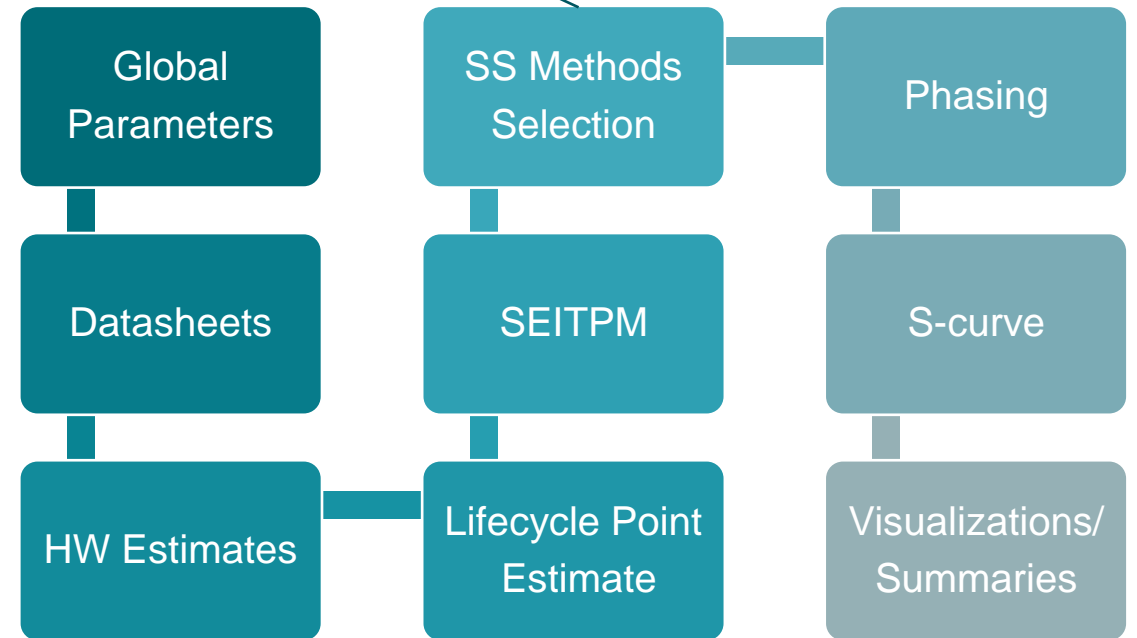 Global
Parameters
Datasheets
HW Estimates
Lifecycle Point
Estimate
SEITPM
SS Methods
Selection
Phasing
S-curve
Visualizations/
Summaries